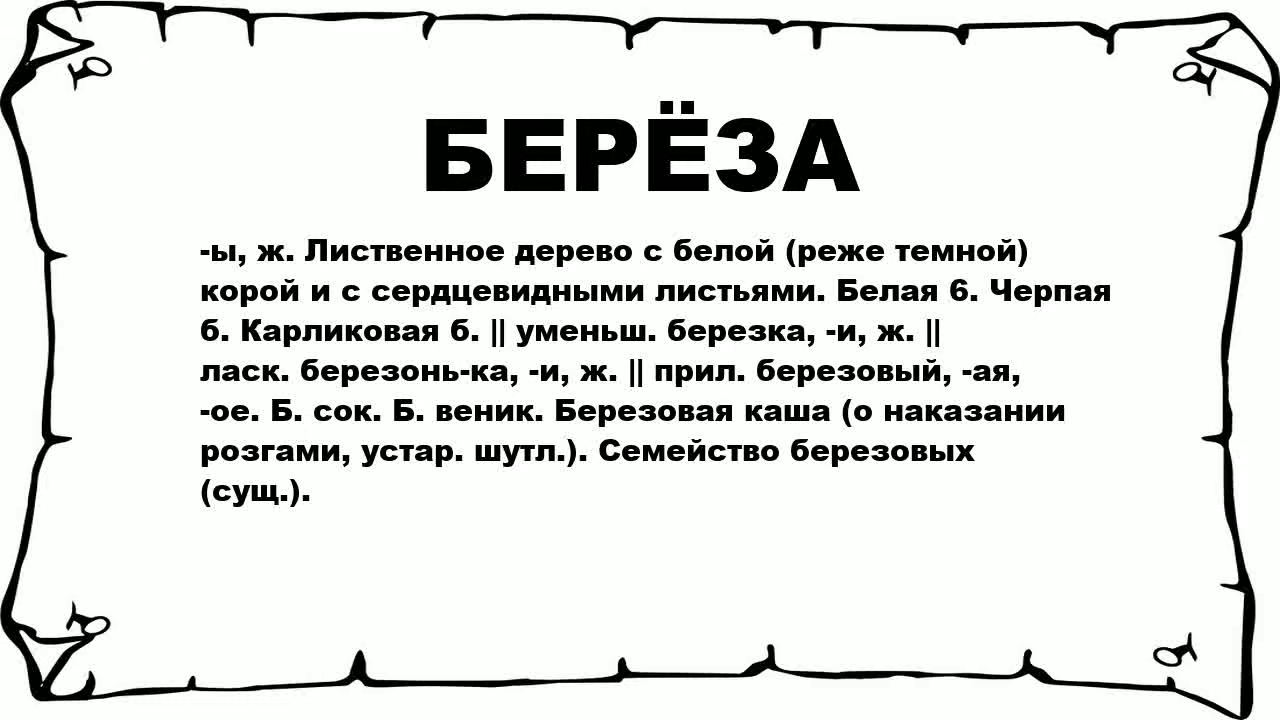 БЕРЁЗА
-ы, ж. Лиственное дерево с белой (реже темной)
корой и с сердцевидными листьями. Белая 6. Черпая
б. Карликовая б. || уменьш. березка, -и, ж. ||
ласк. березонь-ка, -и, ж. || прил. березовый, -ая,
-ое. Б. сок. Б. веник. Березовая каша (о наказании
розгами, устар. шутл.). Семейство березовых
(сущ.).